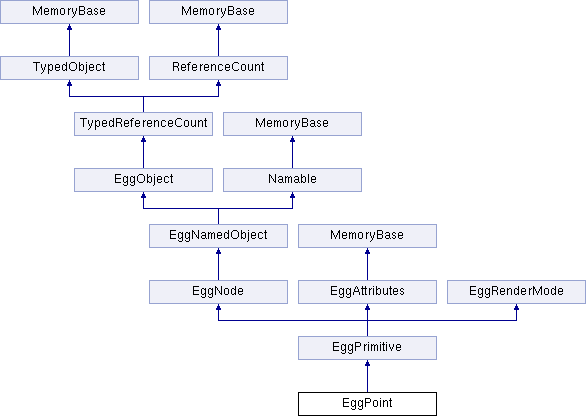 MemoryBase
MemoryBase
TypedObject
ReferenceCount
TypedReferenceCount
MemoryBase
EggObject
Namable
EggNamedObject
MemoryBase
EggNode
EggAttributes
EggRenderMode
EggPrimitive
EggPoint